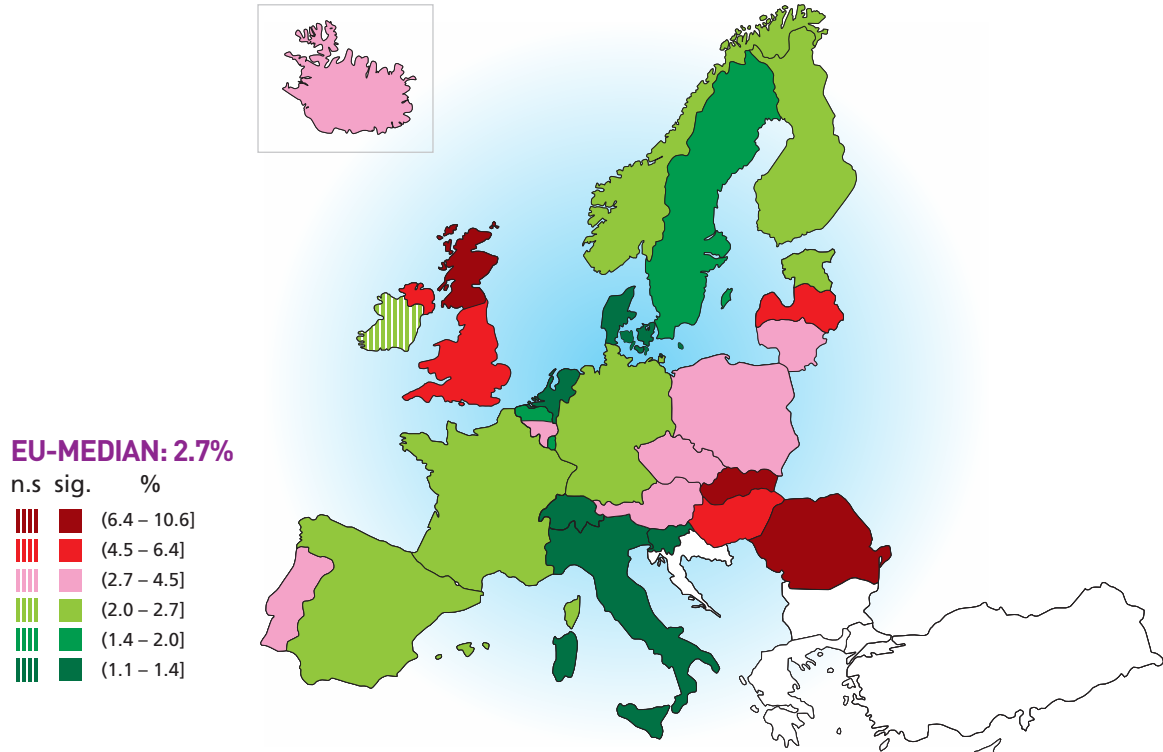 EU-MEDIAN: 2.7%
n.s sig. %
(6.4 – 10.6]
(4.5 – 6.4]
(2.7 – 4.5]
(2.0 – 2.7]
(1.4 – 2.0]
(1.1 – 1.4]